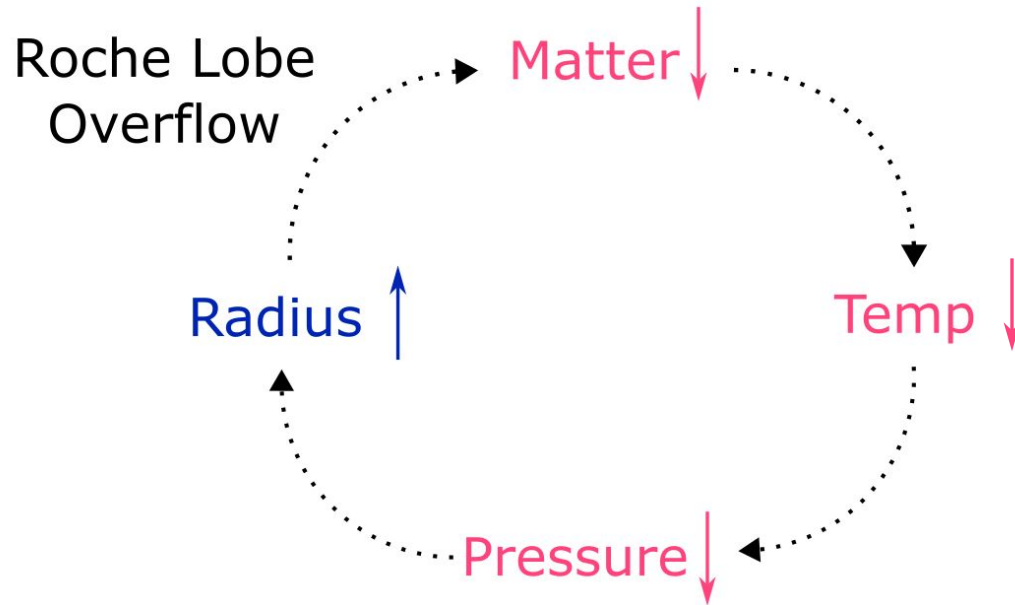 Roche Lobe
Overflow
Matter
Temp
Pressure
Radius